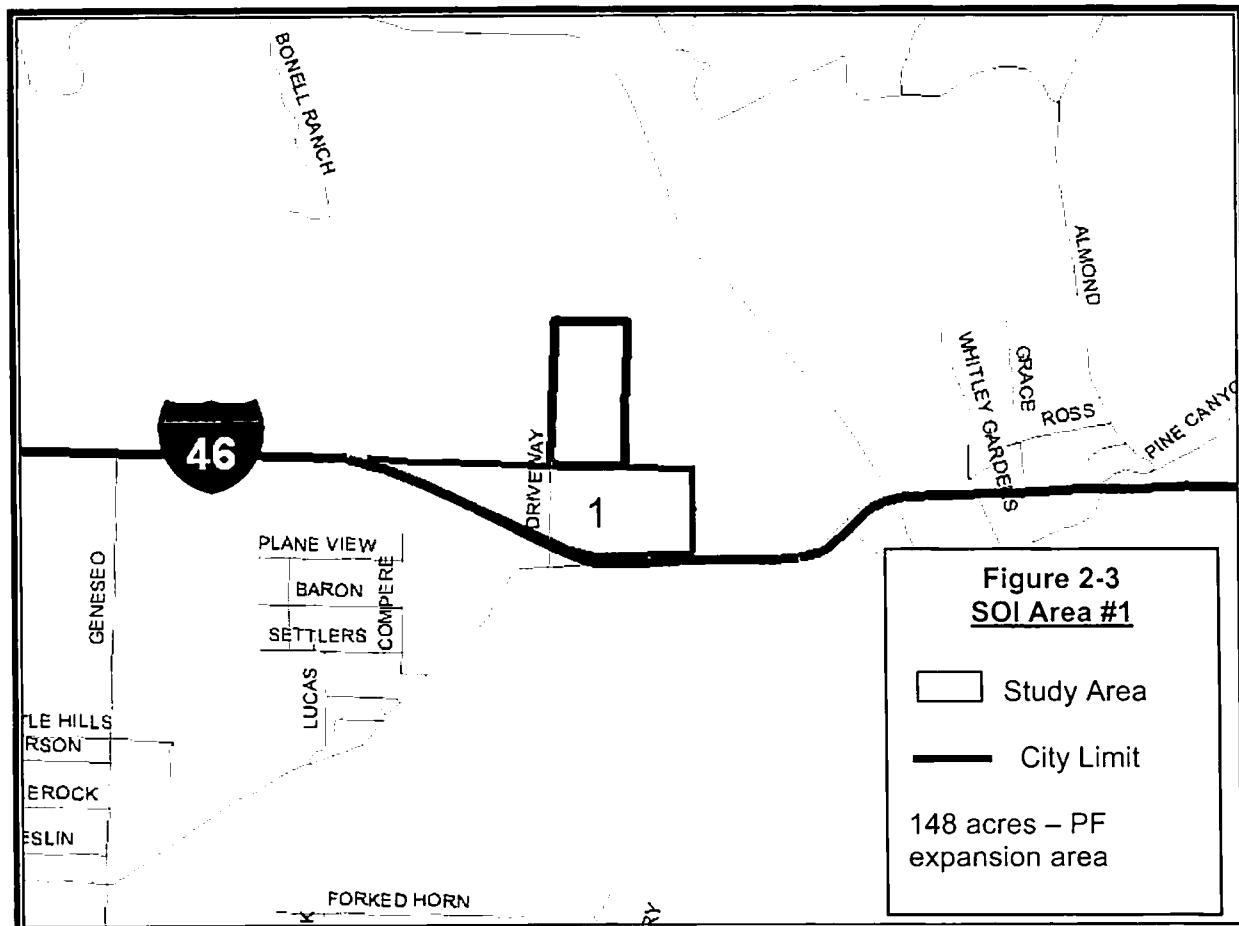 BONELL RANCH
ALMOND
WHITLEY GARDENS
GRACE
ROSS
PINE CANYO
46
DRIVEWAY
1
GENESEO
PLANE VIEW
BARON
COMPERE
SETTLERS
LUCAS
TLE HILLS
RSON
EROCK
ESLIN
FORKED HORN
K
RY
Figure 2-3
SOI Area #1
Study Area
City Limit
148 acres – PF
expansion area